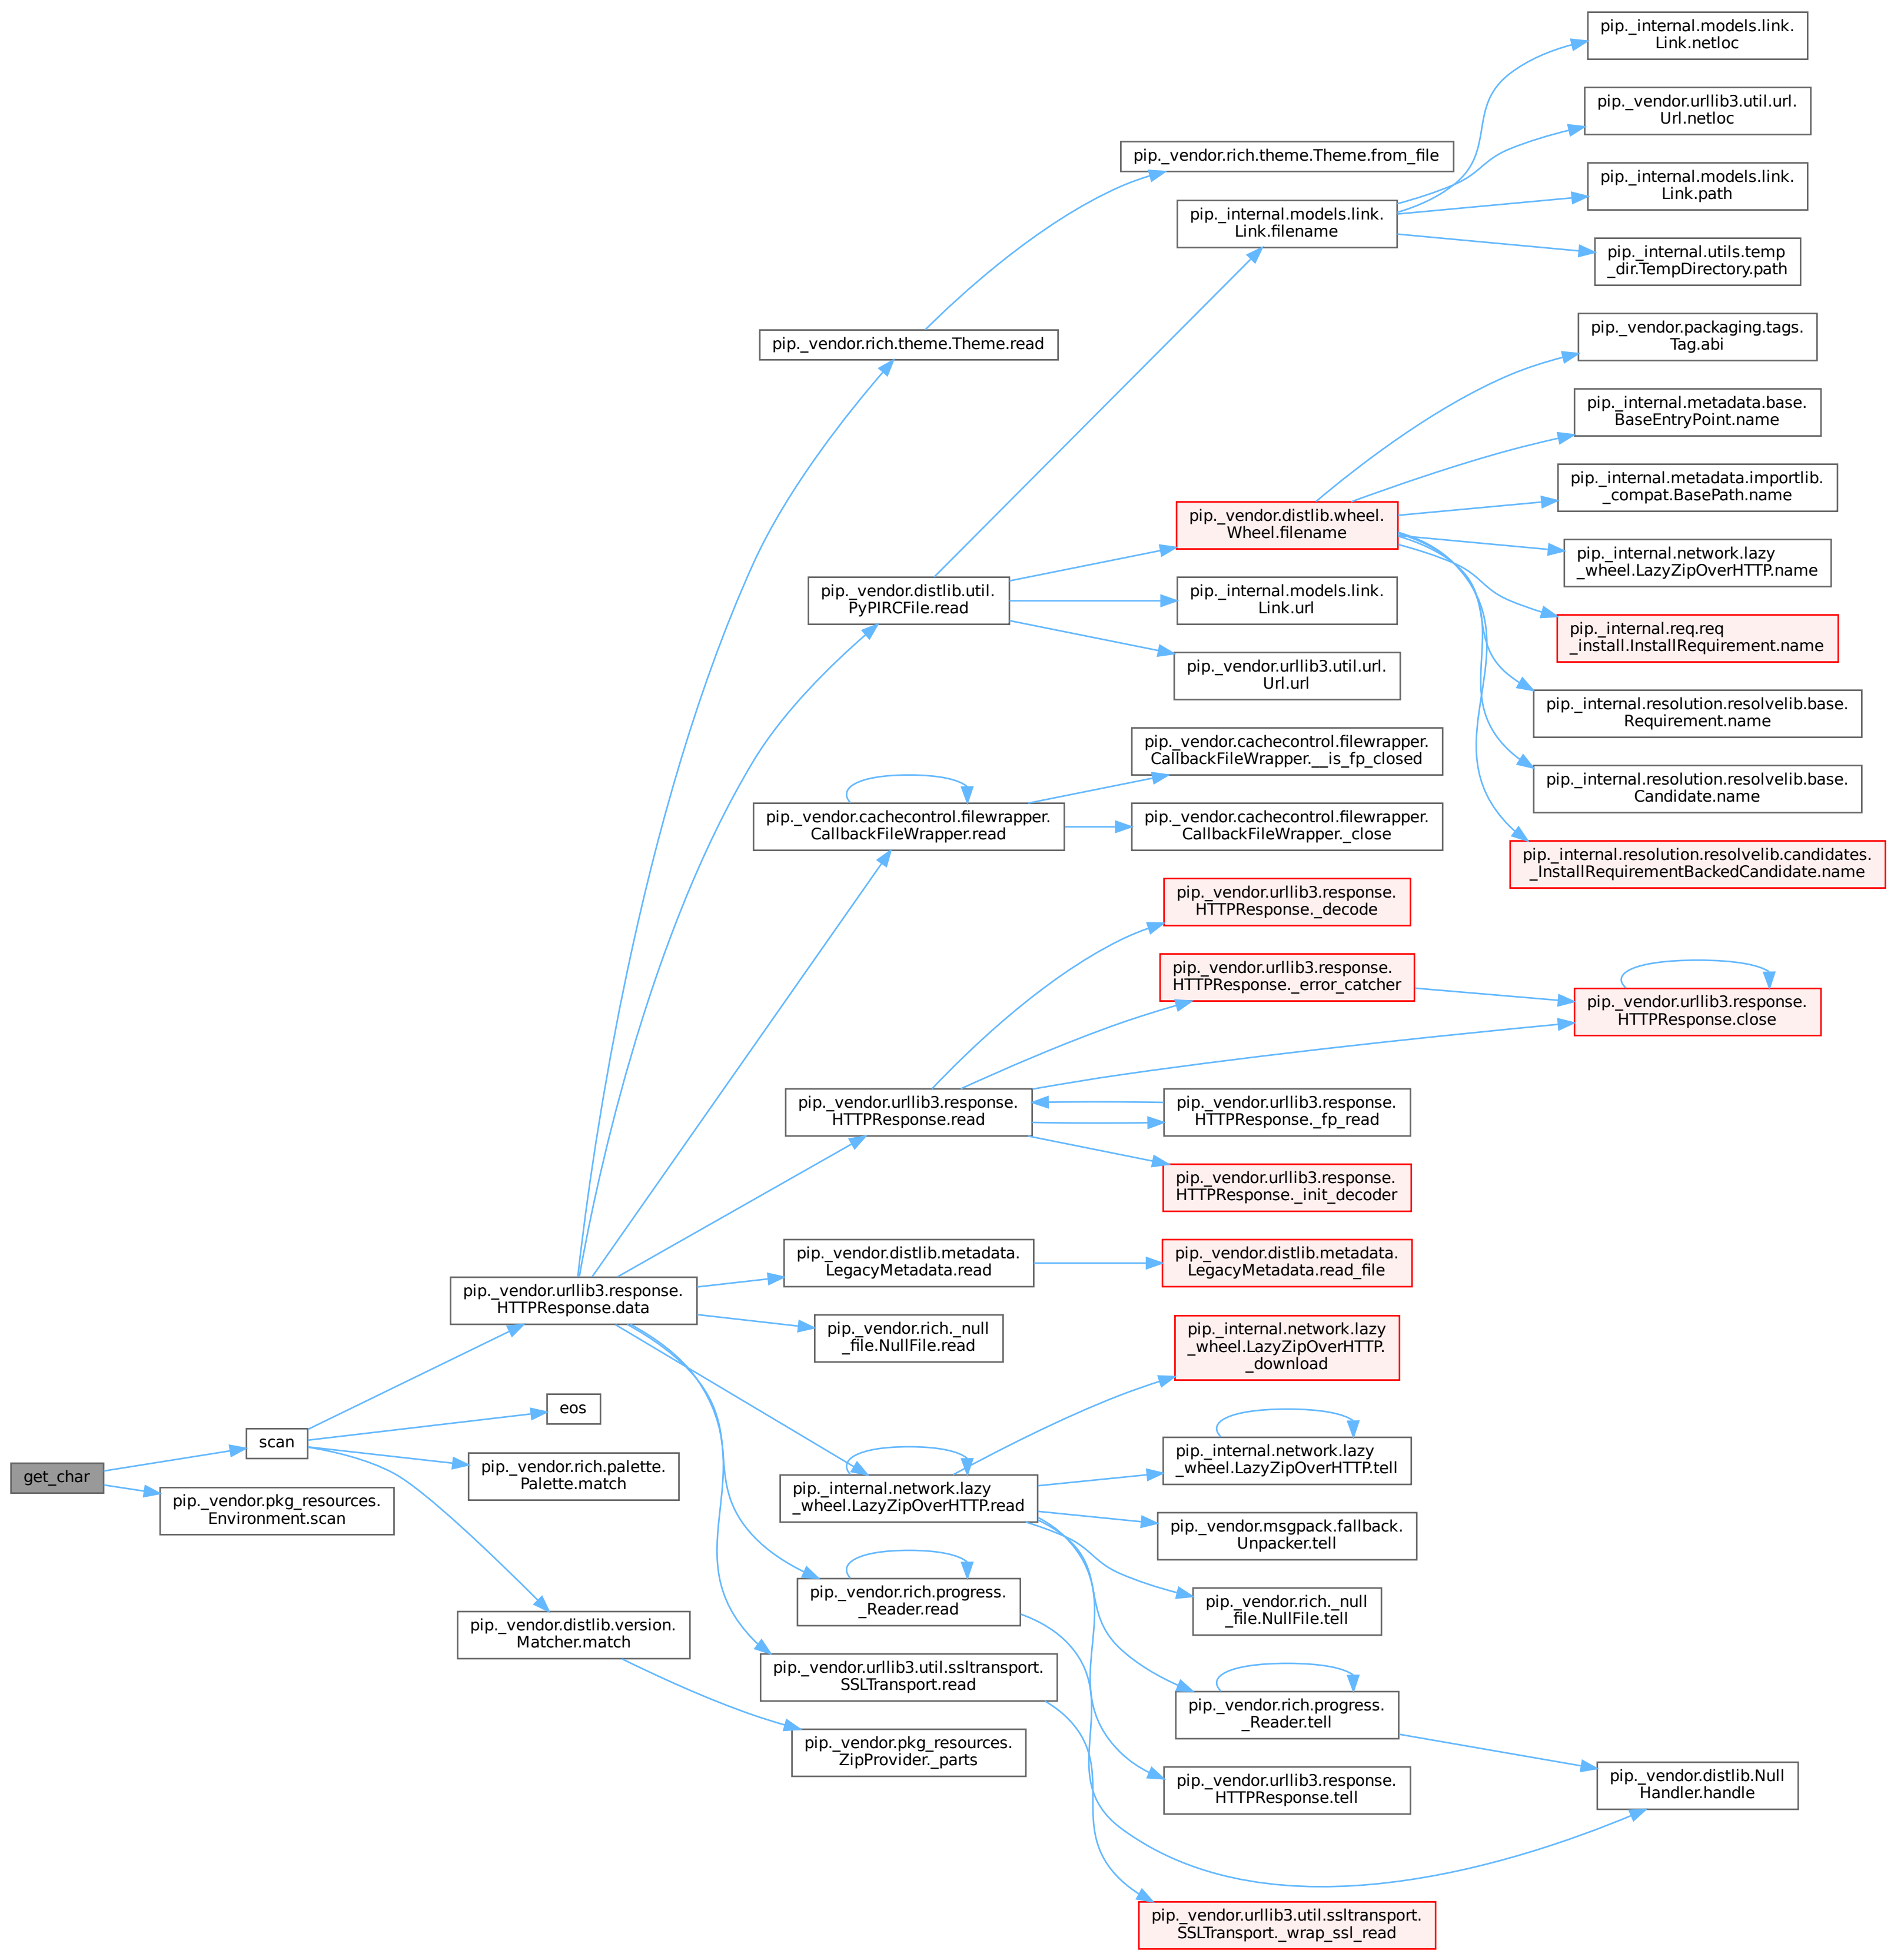 get_char
scan
pip._vendor.pkg_resources.
Environment.scan
pip._vendor.urllib3.response.
HTTPResponse.data
eos
pip._vendor.rich.palette.
Palette.match
pip._vendor.distlib.version.
Matcher.match
pip._vendor.rich.theme.Theme.read
pip._vendor.distlib.util.
PyPIRCFile.read
pip._vendor.cachecontrol.filewrapper.
CallbackFileWrapper.read
pip._vendor.urllib3.response.
HTTPResponse.read
pip._vendor.distlib.metadata.
LegacyMetadata.read
pip._vendor.rich._null
_file.NullFile.read
pip._internal.network.lazy
_wheel.LazyZipOverHTTP.read
pip._vendor.rich.progress.
_Reader.read
pip._vendor.urllib3.util.ssltransport.
SSLTransport.read
pip._vendor.pkg_resources.
ZipProvider._parts
pip._vendor.rich.theme.Theme.from_file
pip._internal.models.link.
Link.filename
pip._vendor.distlib.wheel.
Wheel.filename
pip._internal.models.link.
Link.url
pip._vendor.urllib3.util.url.
Url.url
pip._vendor.cachecontrol.filewrapper.
CallbackFileWrapper.__is_fp_closed
pip._vendor.cachecontrol.filewrapper.
CallbackFileWrapper._close
pip._vendor.urllib3.response.
HTTPResponse._decode
pip._vendor.urllib3.response.
HTTPResponse._error_catcher
pip._vendor.urllib3.response.
HTTPResponse._fp_read
pip._vendor.urllib3.response.
HTTPResponse._init_decoder
pip._vendor.distlib.metadata.
LegacyMetadata.read_file
pip._internal.network.lazy
_wheel.LazyZipOverHTTP.
_download
pip._internal.network.lazy
_wheel.LazyZipOverHTTP.tell
pip._vendor.msgpack.fallback.
Unpacker.tell
pip._vendor.rich._null
_file.NullFile.tell
pip._vendor.rich.progress.
_Reader.tell
pip._vendor.urllib3.response.
HTTPResponse.tell
pip._vendor.urllib3.util.ssltransport.
SSLTransport._wrap_ssl_read
pip._internal.models.link.
Link.netloc
pip._vendor.urllib3.util.url.
Url.netloc
pip._internal.models.link.
Link.path
pip._internal.utils.temp
_dir.TempDirectory.path
pip._vendor.packaging.tags.
Tag.abi
pip._internal.metadata.base.
BaseEntryPoint.name
pip._internal.metadata.importlib.
_compat.BasePath.name
pip._internal.network.lazy
_wheel.LazyZipOverHTTP.name
pip._internal.req.req
_install.InstallRequirement.name
pip._internal.resolution.resolvelib.base.
Requirement.name
pip._internal.resolution.resolvelib.base.
Candidate.name
pip._internal.resolution.resolvelib.candidates.
_InstallRequirementBackedCandidate.name
pip._vendor.urllib3.response.
HTTPResponse.close
pip._vendor.distlib.Null
Handler.handle